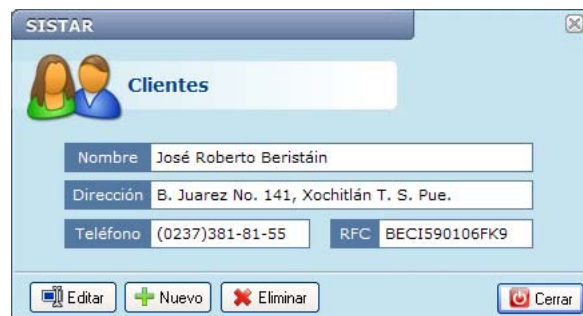 SISTAR
Clientes
Nombre José Roberto Beristáin
Dirección B. Juarez No. 141, Xochitlán T. S. Pue.
Teléfono (0237)381-81-55 RFC BECI590106FK9
Editar Nuevo Eliminar Cerrar